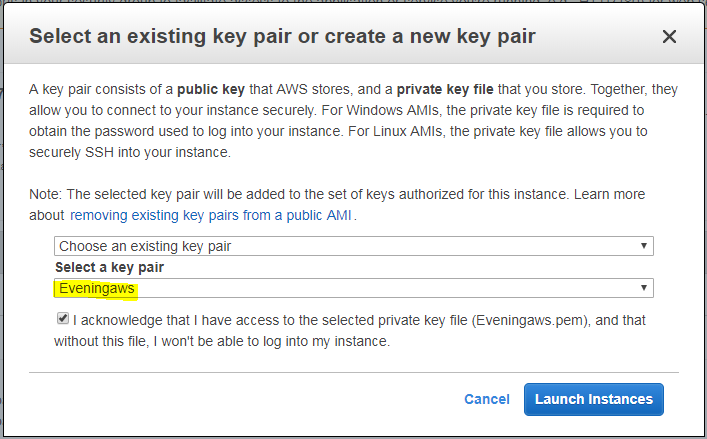 Select an existing key pair or create a new key pair
A key pair consists of a public key that AWS stores, and a private key file that you store. Together, they
allow you to connect to your instance securely. For Windows AMIs, the private key file is required to
obtain the password used to log into your instance. For Linux AMIs, the private key file allows you to
securely SSH into your instance.
Note: The selected key pair will be added to the set of keys authorized for this instance. Learn more
about removing existing key pairs from a public AMI.
Choose an existing key pair
Select a key pair
Eveningaws
I acknowledge that I have access to the selected private key file (Eveningaws.pem), and that
without this file, I won't be able to log into my instance.
Cancel Launch Instances